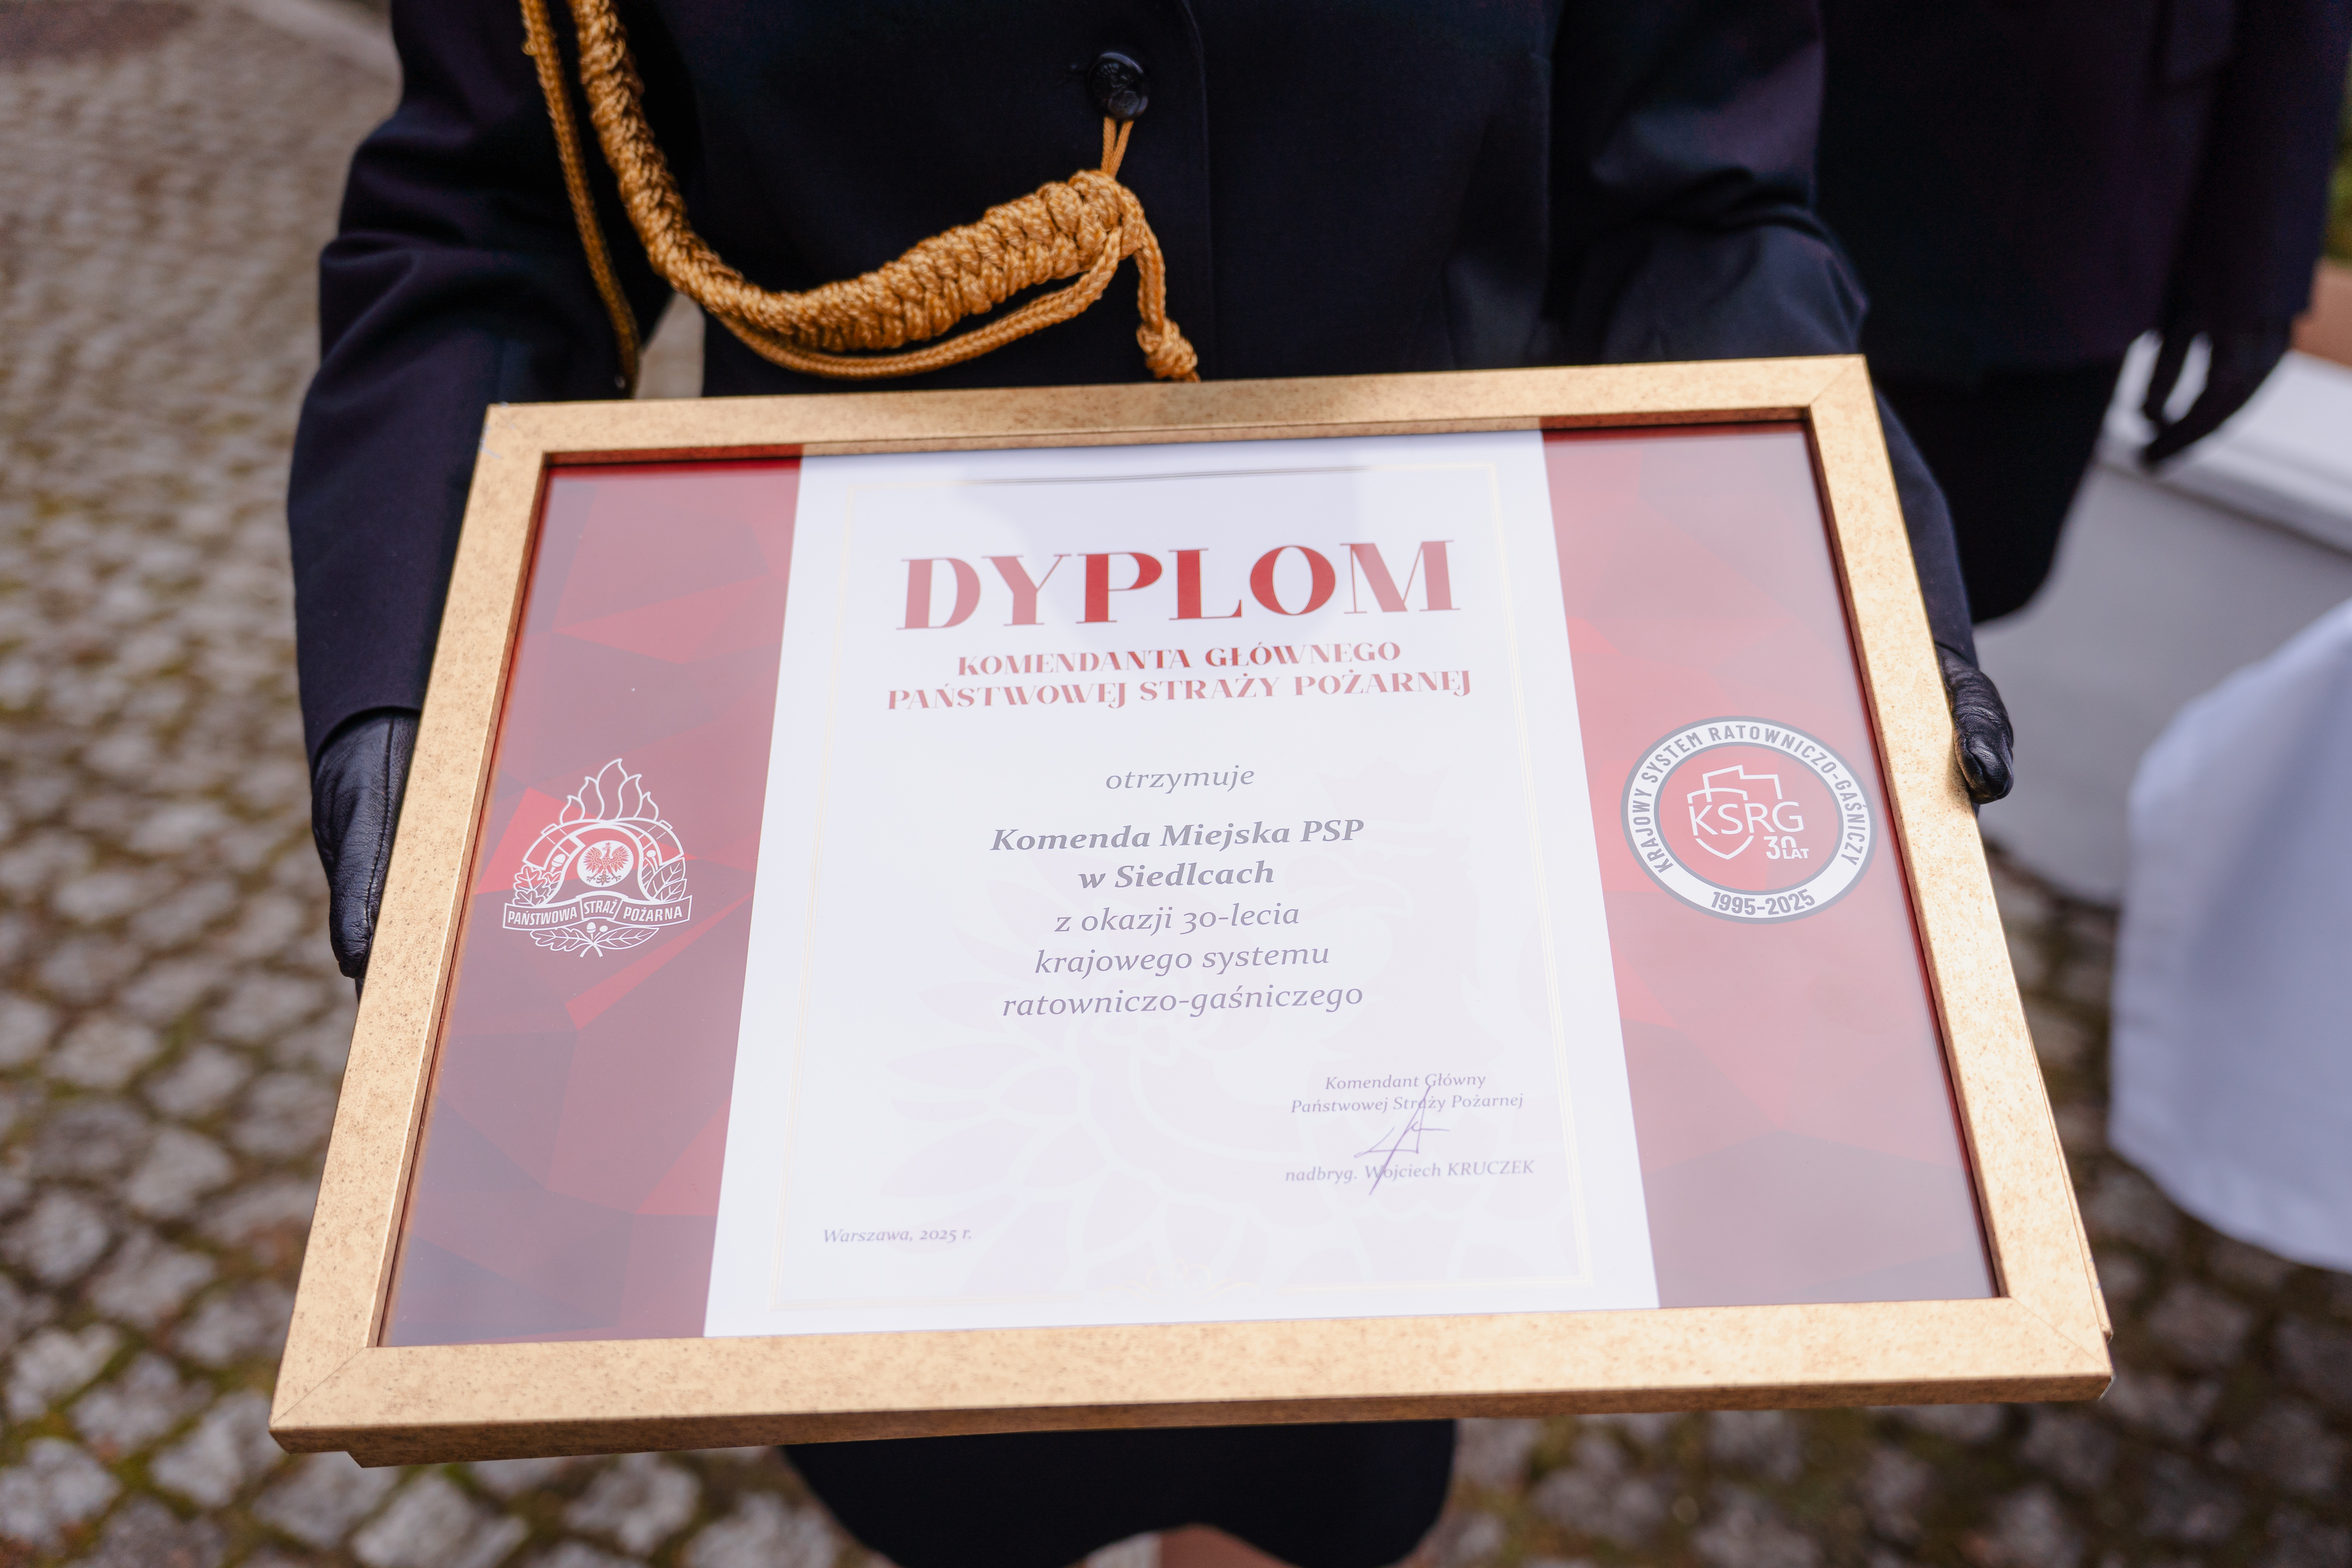 DYPLOM
KOMENDANTA GŁÓWNEGO
PAŃSTWOWEJ STRAŻY POŻARNEJ
otrzymuje
Komenda Miejska PSP
w Siedlcach
z okazji 30-lecia
krajowego systemu
ratowniczo-gaśniczego
Komendant Główny
Państwowej Straży Pożarnej
nadbryg. Wojciech KRUCZEK
Warszawa, 2025 r.
PAŃSTWOWA STRAŻ POŻARNA
KRAJOWY SYSTEM RATOWNICZO-GAŚNICZY
KSRG
30 LAT
1995-2025